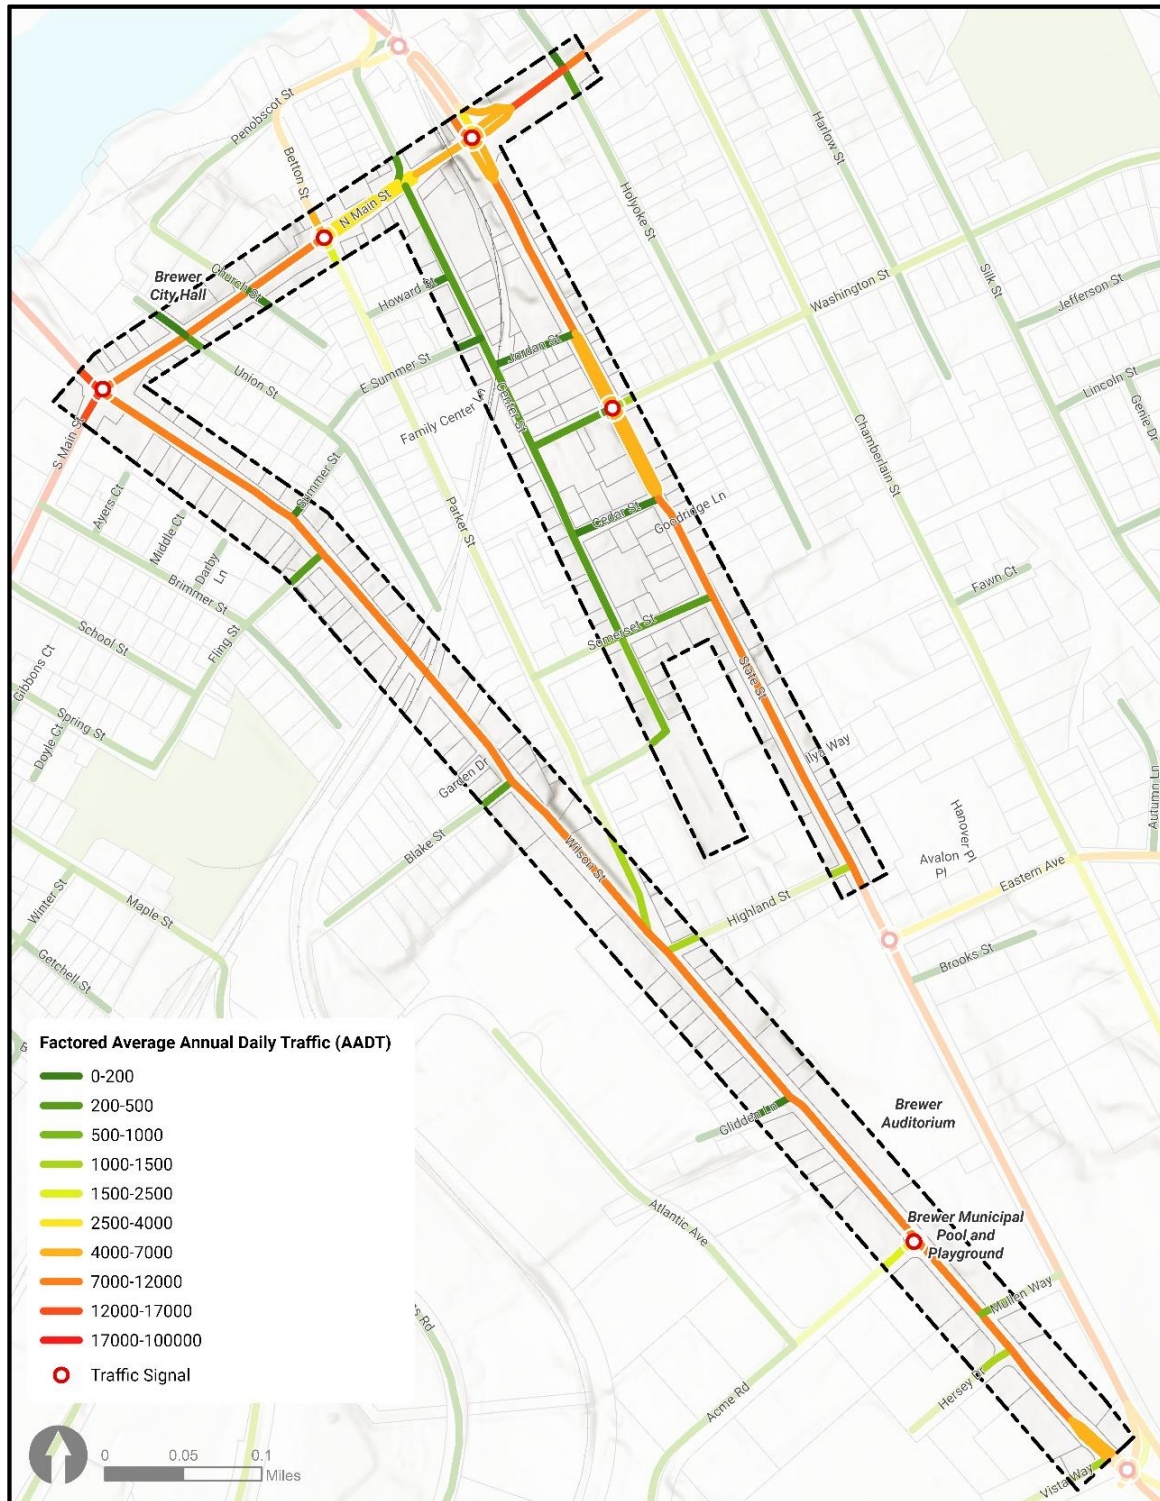 Penobscot St
Betton St
N Main St
Harlow St
Holyoke St
Brewer
City Hall
Church St
Howard St
Washington St
Silk St
Jefferson St
Union St
E Summer St
Jordan St
Center St
Family Center Ln
Lincoln St
Genie Dr
S Main St
Summer St
Ayers Ct
Middle Ct
Darby
Ln
Parker St
Cedar St
Goodridge Ln
Chamberlain St
Brimmer St
Fling St
School St
Fawn Ct
Gibbons Ct
Somerset St
State St
Spring St
Doyle Ct
Ilya Way
Garden Dr
Autumn Ln
Hanover Pl
Blake St
Wilson St
Avalon
Pl
Eastern Ave
Winter St
Maple St
Highland St
Brooks St
Getchell St
Factored Average Annual Daily Traffic (AADT)
0-200
200-500
500-1000
1000-1500
1500-2500
2500-4000
4000-7000
7000-12000
12000-17000
17000-100000
Traffic Signal
Glidden Ln
Brewer
Auditorium
Atlantic Ave
Brewer Municipal
Pool and
Playground
Mullen Way
Rd
Acme Rd
Vista Way
0 0.05 0.1
Miles